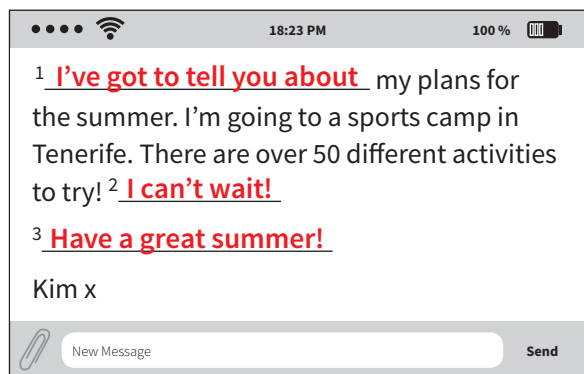 18:23 PM
100 %
1 I've got to tell you about my plans for
the summer. I'm going to a sports camp in
Tenerife. There are over 50 different activities
to try! 2 I can't wait!
3 Have a great summer!
Kim x
New Message
Send